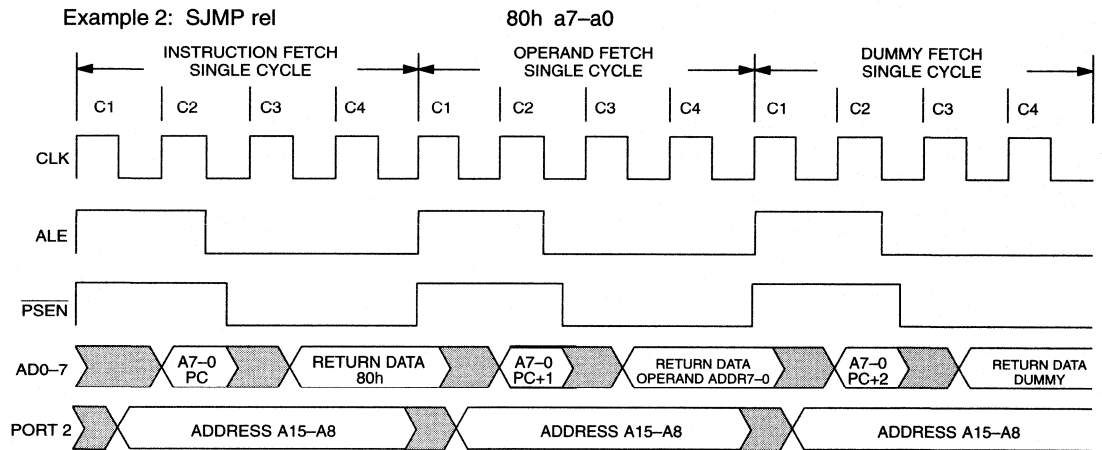 Example 2: SJMP rel 80h a7–a0
INSTRUCTION FETCH
SINGLE CYCLE
OPERAND FETCH
SINGLE CYCLE
DUMMY FETCH
SINGLE CYCLE
C1 C2 C3 C4 C1 C2 C3 C4 C1 C2 C3 C4
CLK
ALE
PSEN
AD0–7
A7–0
PC
RETURN DATA
80h
A7–0
PC+1
RETURN DATA
OPERAND ADDR7–0
A7–0
PC+2
RETURN DATA
DUMMY
PORT 2
ADDRESS A15–A8
ADDRESS A15–A8
ADDRESS A15–A8